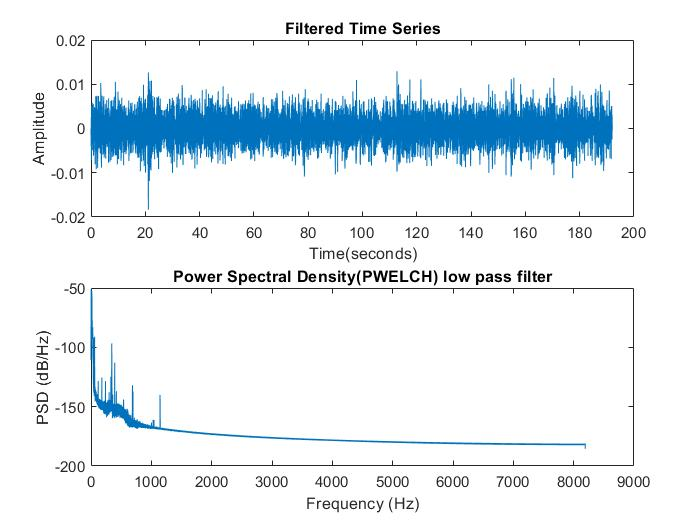 Filtered Time Series
0.02
0.01
0
-0.01
-0.02
Amplitude
0 20 40 60 80 100 120 140 160 180 200
Time(seconds)
Power Spectral Density(PWELCH) low pass filter
-50
-100
-150
-200
PSD (dB/Hz)
0 1000 2000 3000 4000 5000 6000 7000 8000 9000
Frequency (Hz)